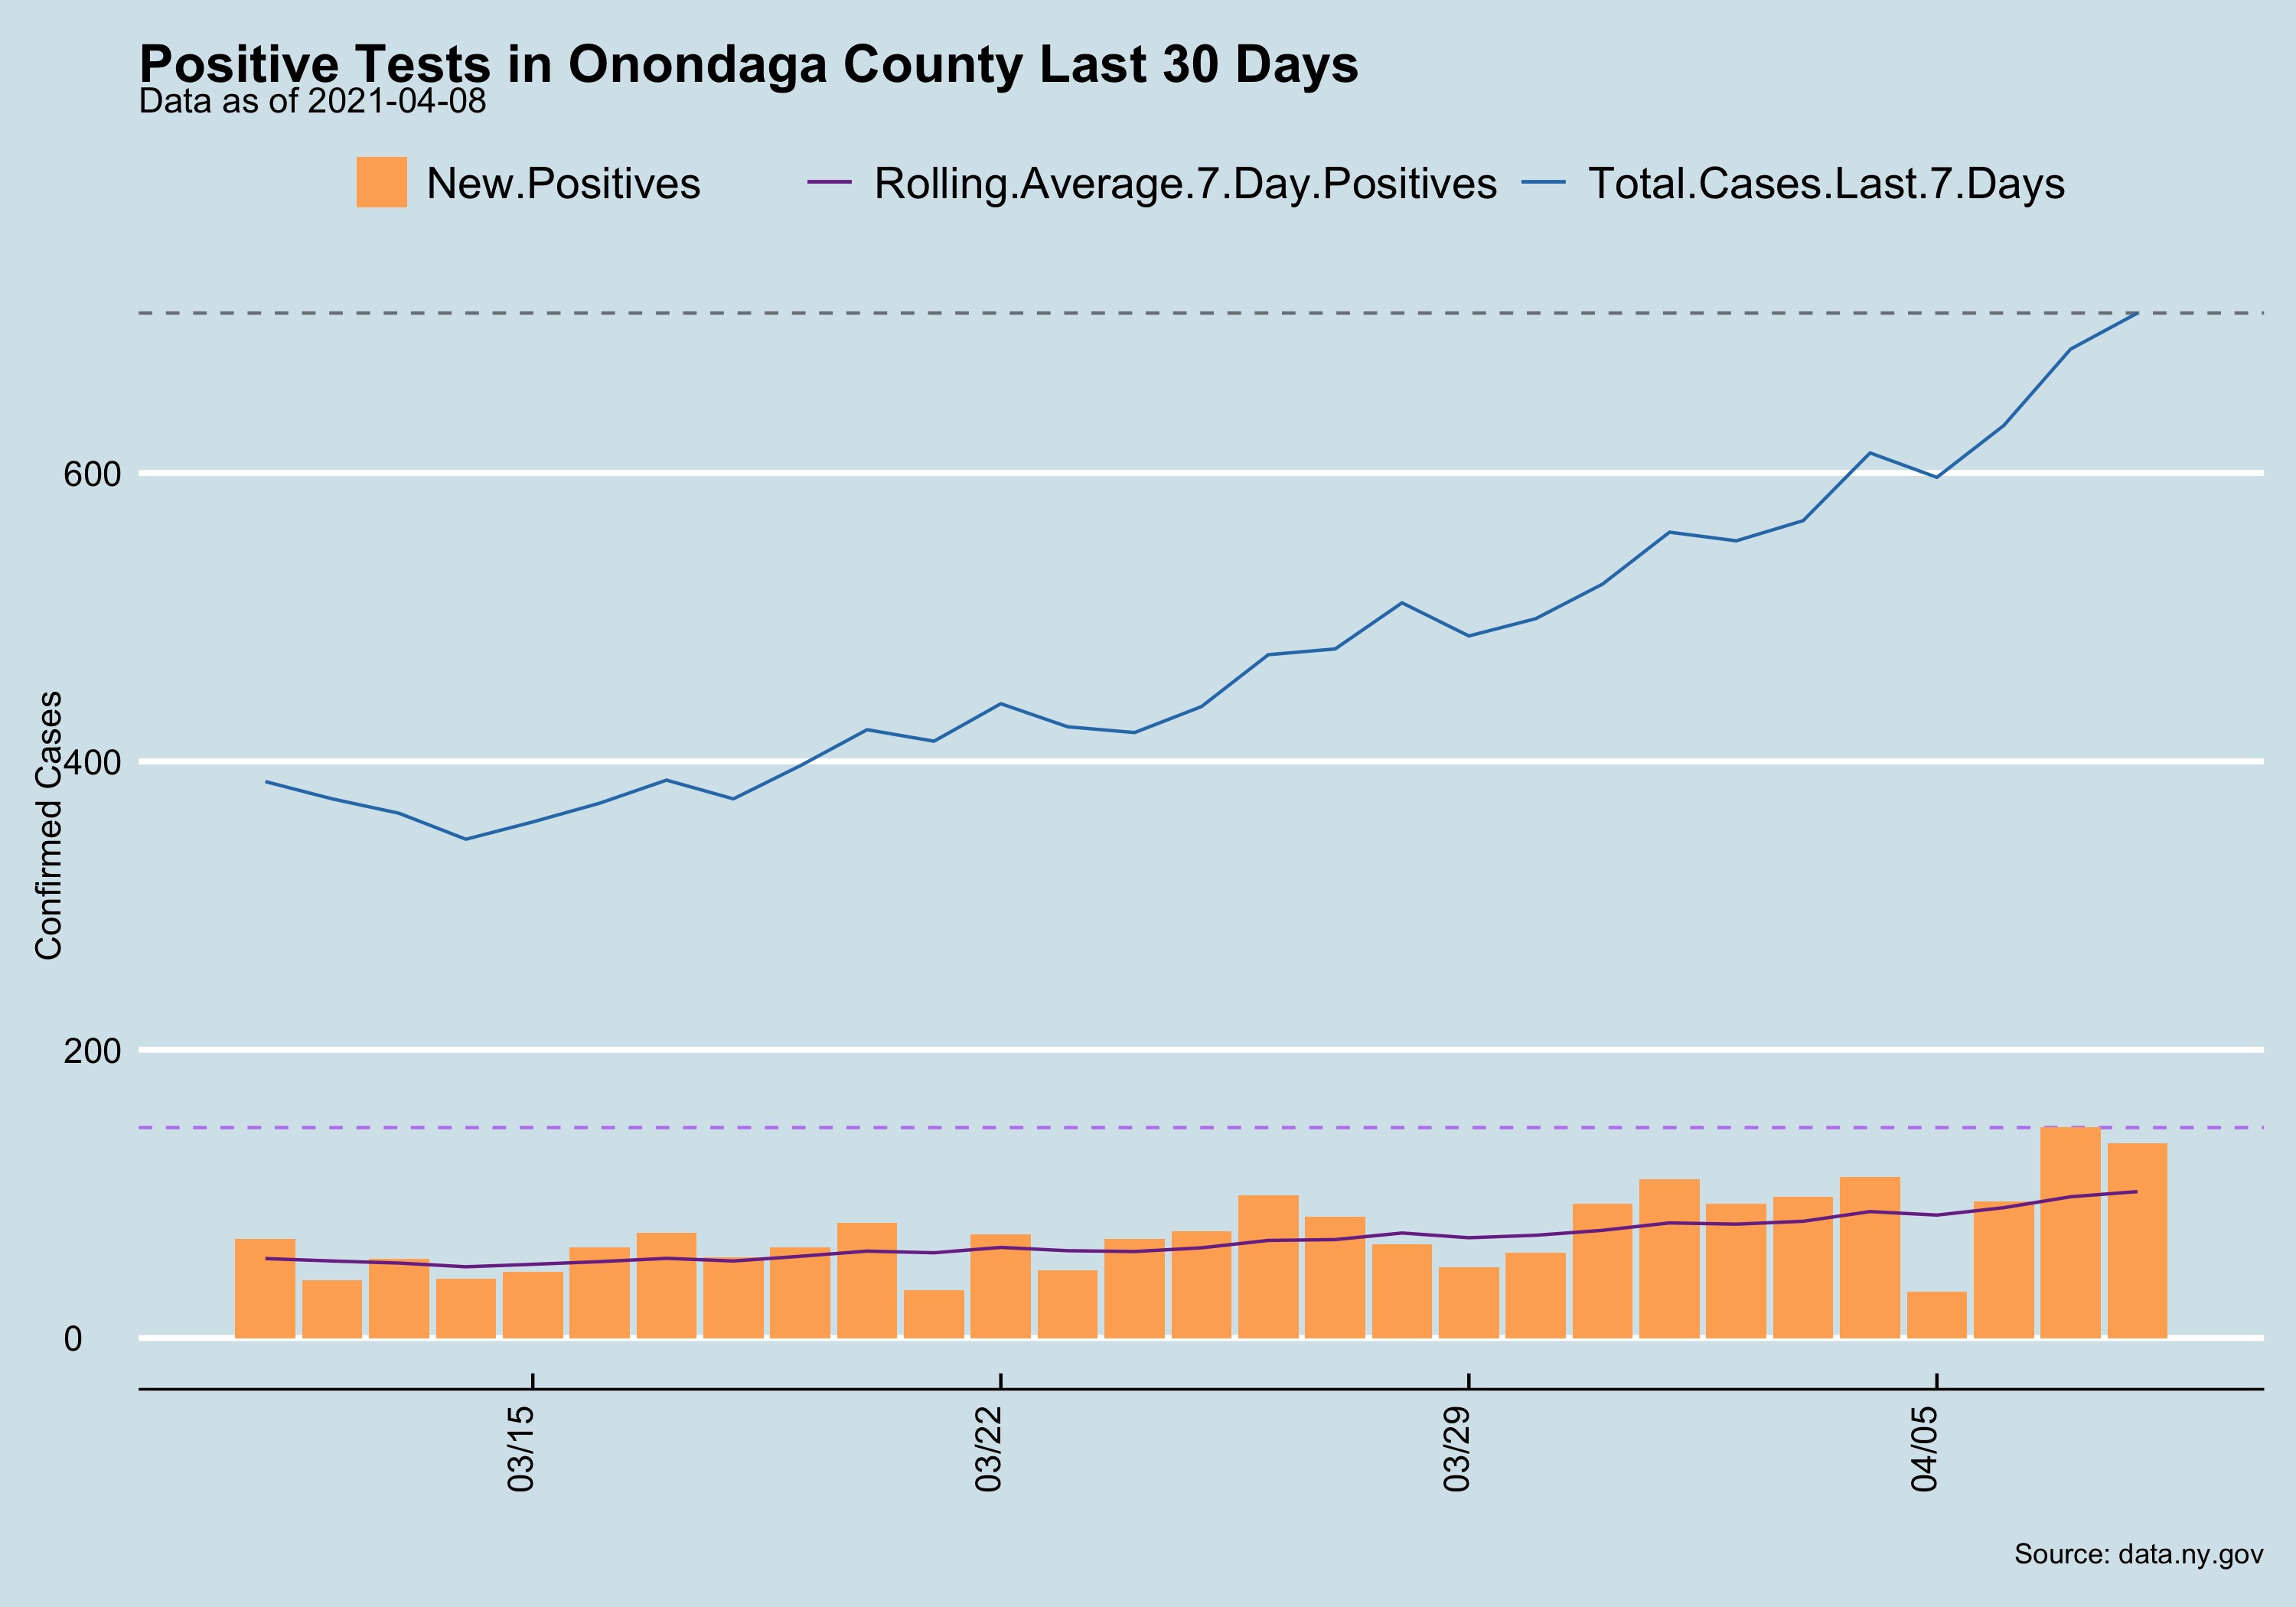 Positive Tests in Onondaga County Last 30 Days
Data as of 2021-04-08
New.Positives
Rolling.Average.7.Day.Positives
Total.Cases.Last.7.Days
Confirmed Cases
600
400
200
0
03/15
03/22
03/29
04/05
Source: data.ny.gov